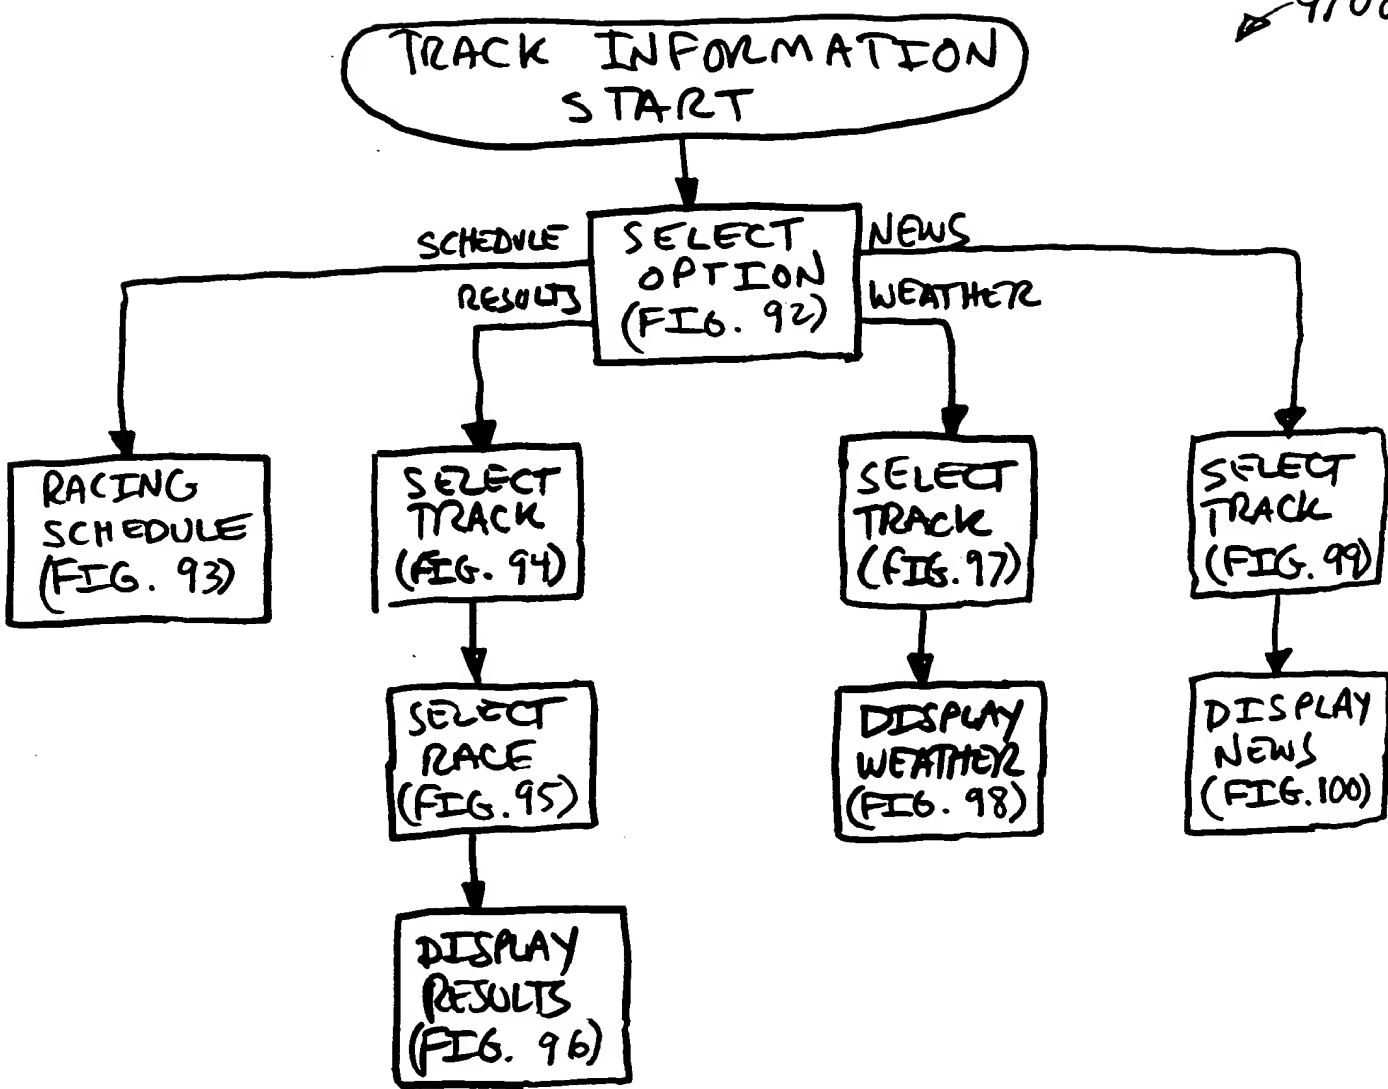 TRACK INFORMATION
START
SCHEDULE
RESULTS
SELECT
OPTION
(FIG. 92)
NEWS
WEATHER
RACING
SCHEDULE
(FIG. 93)
SELECT
TRACK
(FIG. 94)
SELECT
TRACK
(FIG. 97)
SELECT
TRACK
(FIG. 99)
SELECT
RACE
(FIG. 95)
DISPLAY
WEATHER
(FIG. 98)
DISPLAY
NEWS
(FIG. 100)
DISPLAY
RESULTS
(FIG. 96)